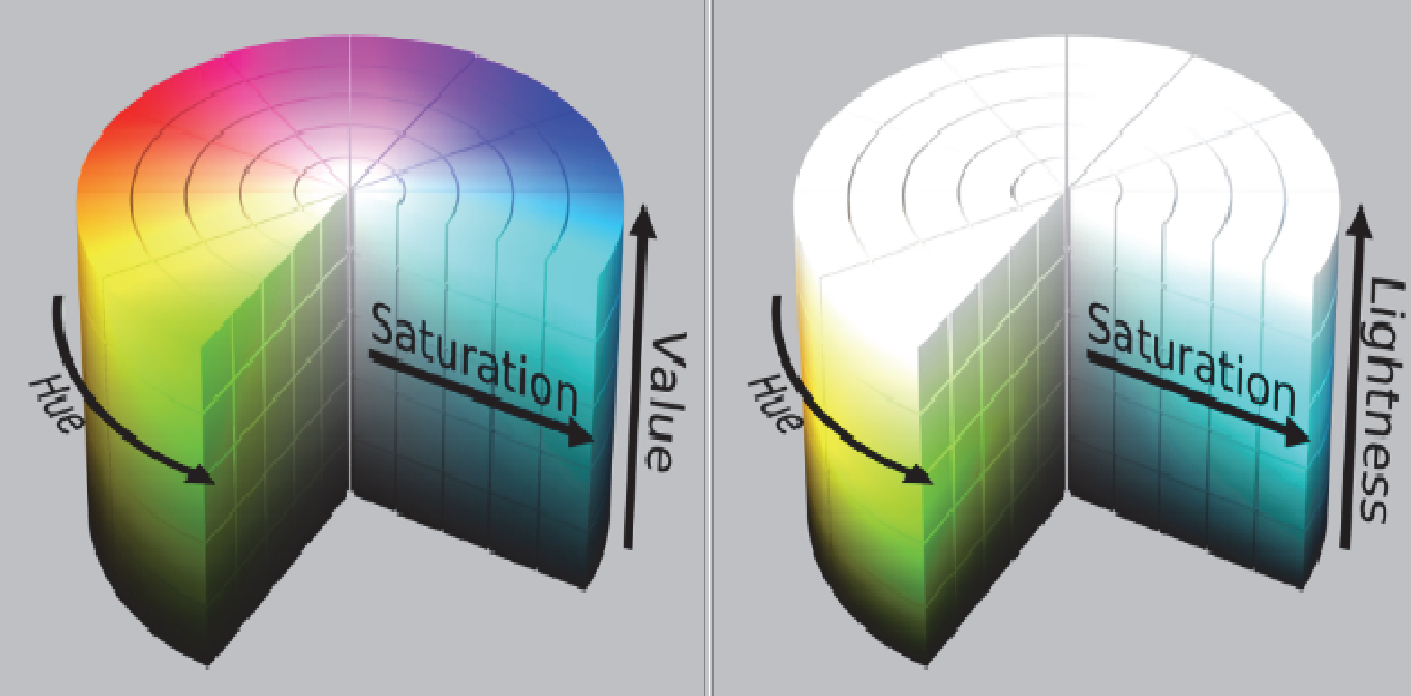 Saturation
Value
Hue
Saturation
Lightness
Hue